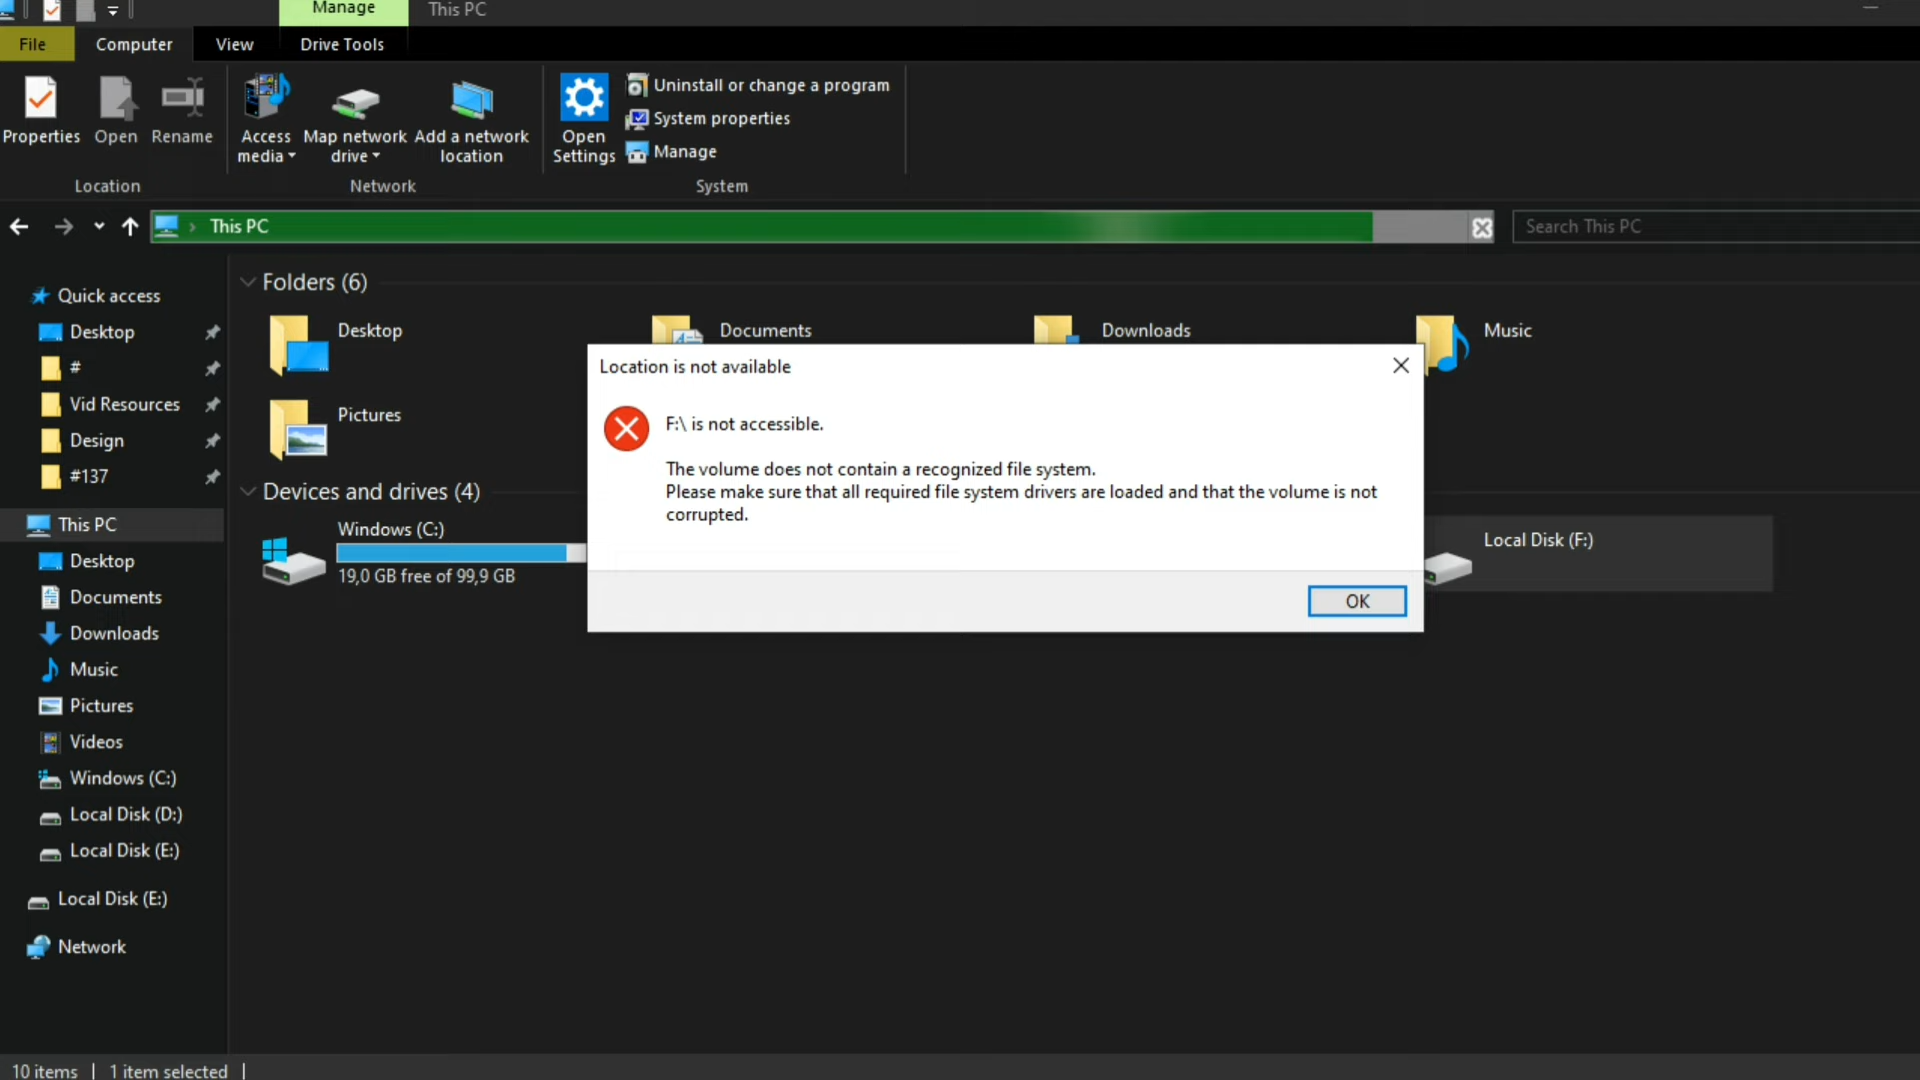 Manage
This PC
File
Computer
View
Drive Tools
Properties
Open
Rename
Access
media
Map network
drive
Add a network
location
Open
Settings
Uninstall or change a program
System properties
Manage
Location
Network
System
This PC
Search This PC
Quick access
Desktop
#
Vid Resources
Design
#137
This PC
Desktop
Documents
Downloads
Music
Pictures
Videos
Windows (C:)
Local Disk (D:)
Local Disk (E:)
Local Disk (E:)
Network
Folders (6)
Desktop
Documents
Downloads
Music
Pictures
Devices and drives (4)
Windows (C:)
19,0 GB free of 99,9 GB
Local Disk (F:)
Location is not available
F:\ is not accessible.
The volume does not contain a recognized file system.
Please make sure that all required file system drivers are loaded and that the volume is not
corrupted.
OK
10 items
1 item selected